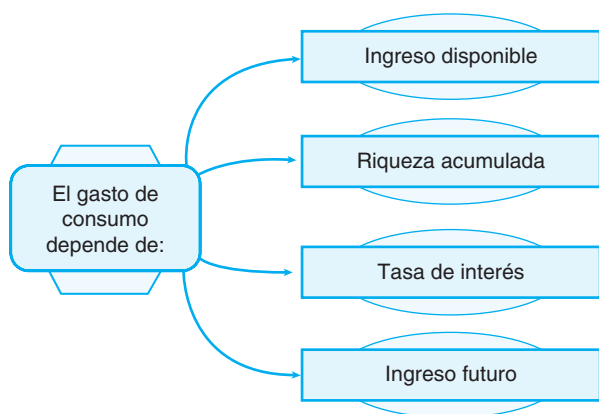 El gasto de
consumo
depende de:
Ingreso disponible
Riqueza acumulada
Tasa de interés
Ingreso futuro